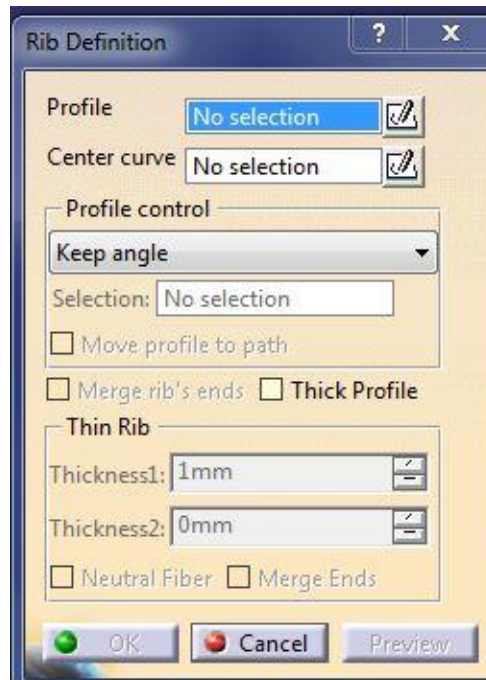 Rib Definition ? X
Profile No selection
Center curve No selection
Profile control
Keep angle
Selection: No selection
Move profile to path
Merge rib's ends Thick Profile
Thin Rib
Thickness1: 1mm
Thickness2: 0mm
Neutral Fiber Merge Ends
OK Cancel Preview